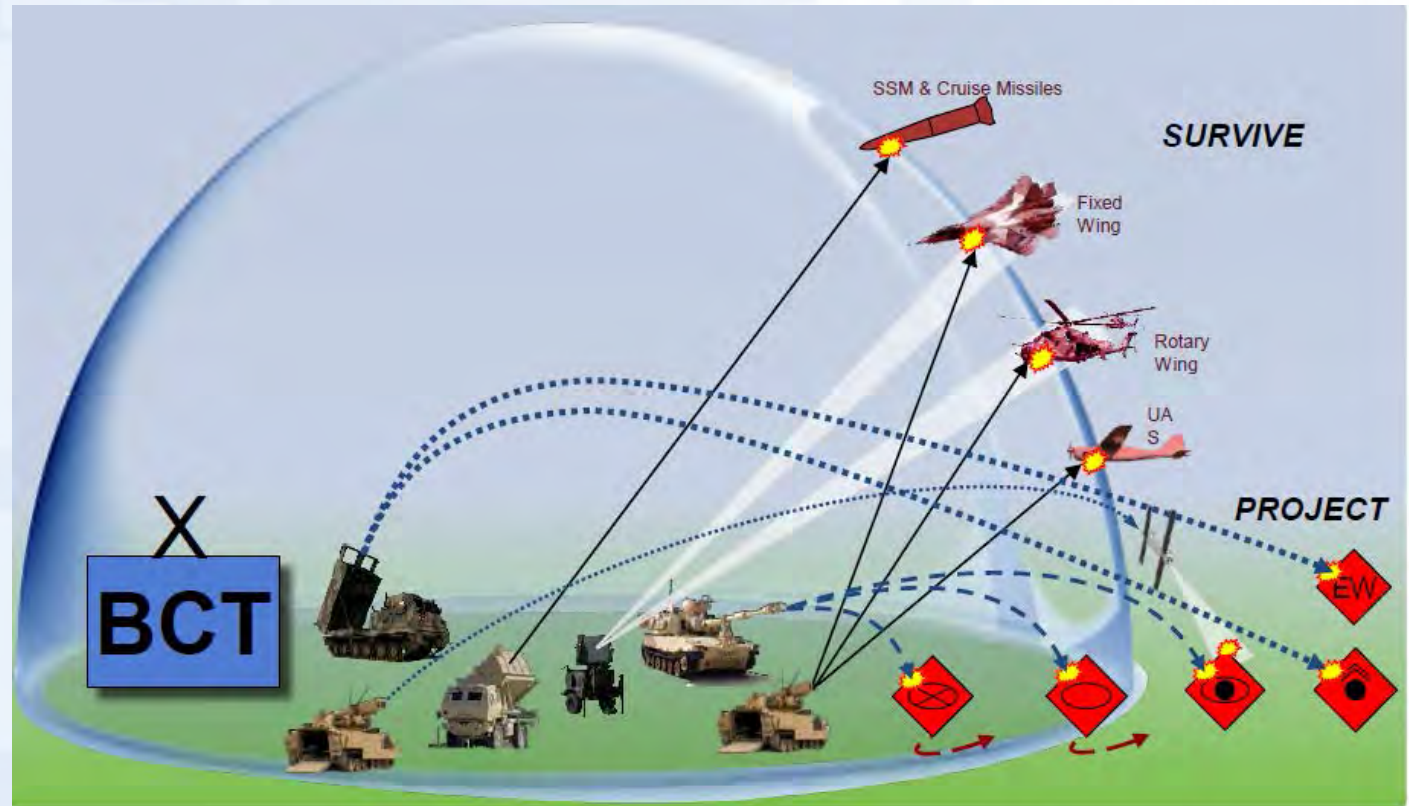 SSM & Cruise Missiles
SURVIVE
Fixed
Wing
Rotary
Wing
UA
S
PROJECT
X
BCT
EW